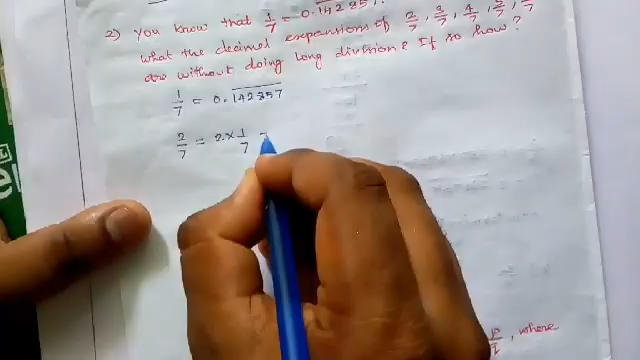 2) You know that 1/7 = 0.142857.
what the decimal expansions of 2/7, 3/7, 4/7, 5/7,
are without doing long division? If so how?
1/7 = 0.142857
2/7 = 2 × 1/7 =
p/q, where